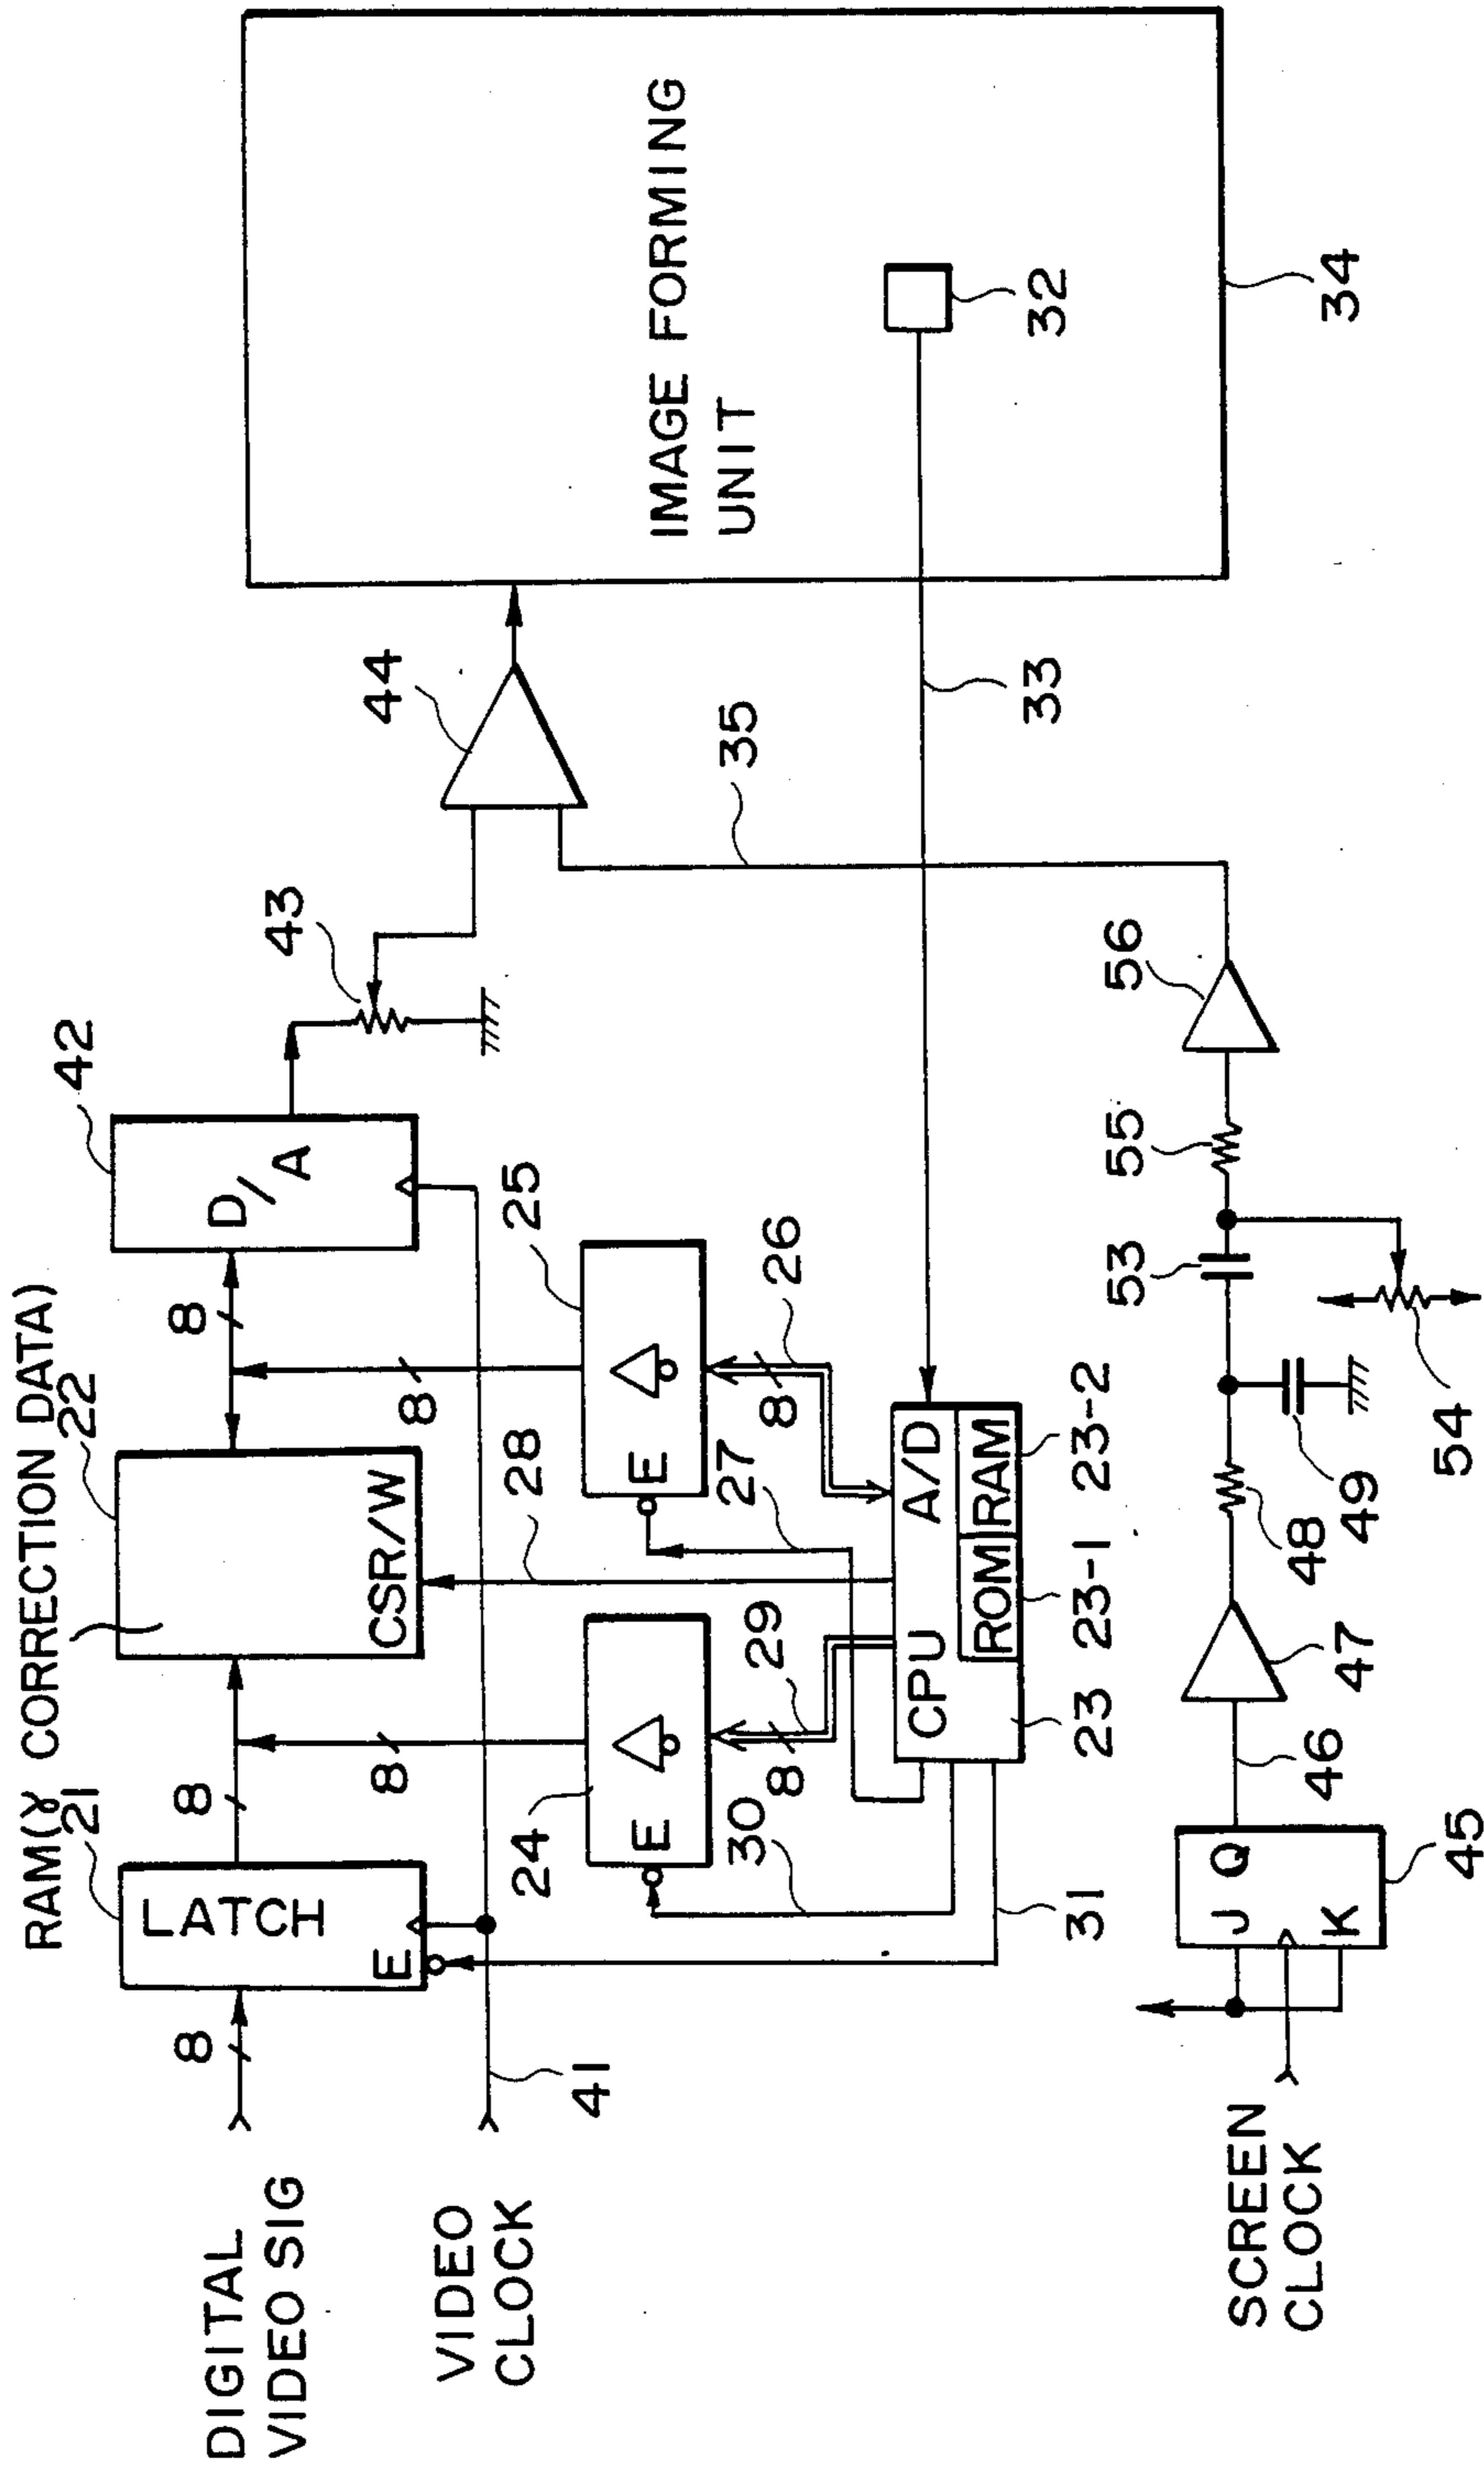 RAM(γ CORRECTION DATA)
21
22
42
43
44
DIGITAL
VIDEO SIG
8
LATCH
E
8
CSR/W
8
D/A
VIDEO
CLOCK
41
8
8
24
E
25
E
28
27
29
26
8
8
30
31
CPU
A/D
ROM
RAM
23
23-1
23-2
35
33
IMAGE FORMING
UNIT
32
34
SCREEN
CLOCK
J Q
K
45
46
47
48
49
53
54
55
56